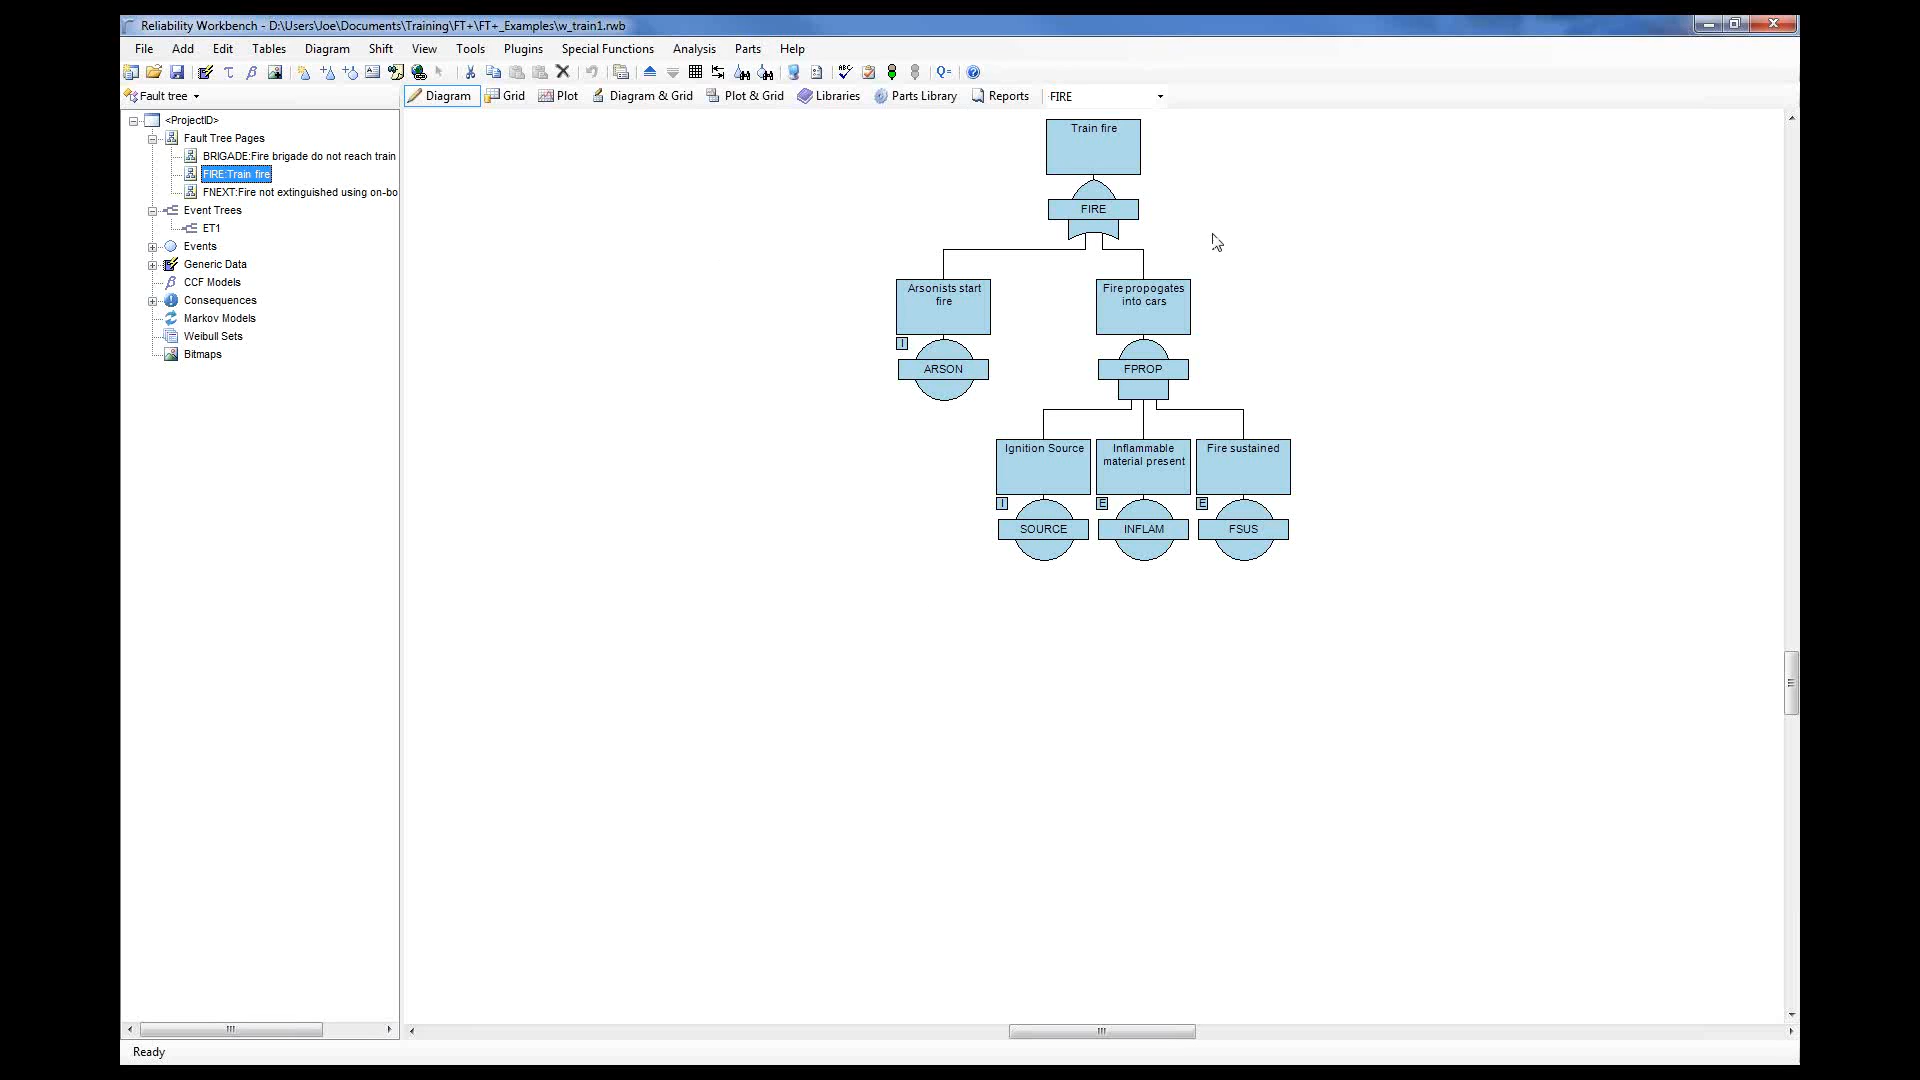 Reliability Workbench - D:\Users\Joe\Documents\Training\FT+\FT+_Examples\w_train1.rwb
File Add Edit Tables Diagram Shift View Tools Plugins Special Functions Analysis Parts Help
Fault tree
Diagram Grid Plot Diagram & Grid Plot & Grid Libraries Parts Library Reports FIRE
<ProjectID>
Fault Tree Pages
BRIGADE:Fire brigade do not reach train
FIRE:Train fire
FNEXT:Fire not extinguished using on-bo
Event Trees
ET1
Events
Generic Data
CCF Models
Consequences
Markov Models
Weibull Sets
Bitmaps
Train fire
FIRE
Arsonists start
fire
I
ARSON
Fire propogates
into cars
FPROP
Ignition Source
I
SOURCE
Inflammable
material present
E
INFLAM
Fire sustained
E
FSUS
Ready